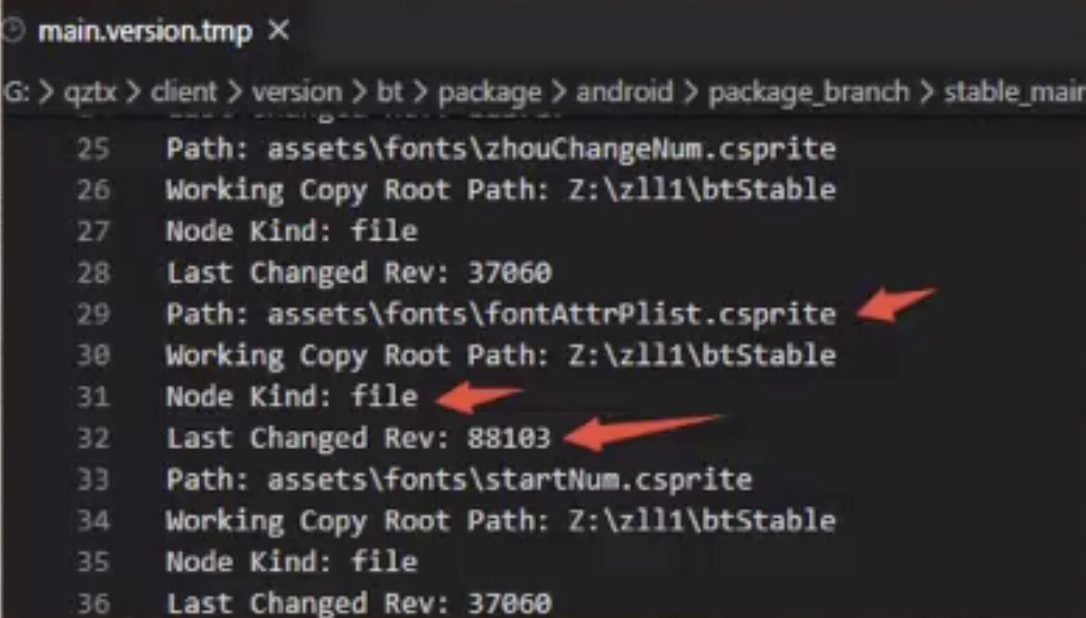 main.version.tmp ×
G: > qztx > client > version > bt > package > android > package_branch > stable_main
25 Path: assets\fonts\zhouChangeNum.csprite
26 Working Copy Root Path: Z:\zll1\btStable
27 Node Kind: file
28 Last Changed Rev: 37060
29 Path: assets\fonts\fontAttrPlist.csprite
30 Working Copy Root Path: Z:\zll1\btStable
31 Node Kind: file
32 Last Changed Rev: 88103
33 Path: assets\fonts\startNum.csprite
34 Working Copy Root Path: Z:\zll1\btStable
35 Node Kind: file
36 Last Changed Rev: 37060